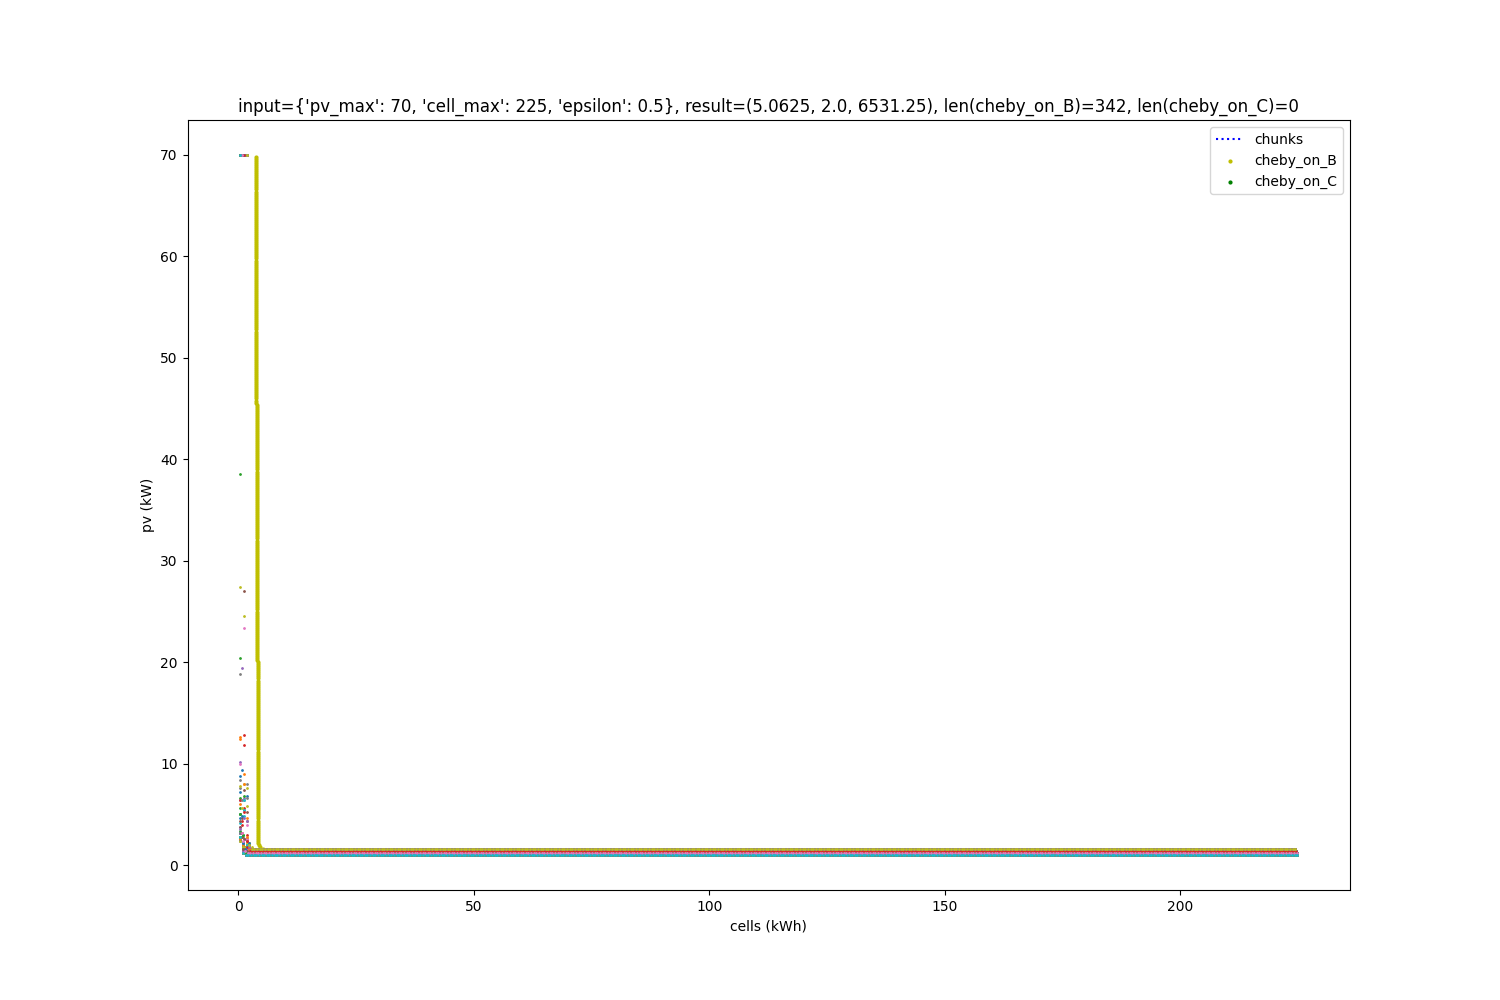 input={'pv_max': 70, 'cell_max': 225, 'epsilon': 0.5}, result=(5.0625, 2.0, 6531.25), len(cheby_on_B)=342, len(cheby_on_C)=0
chunks
cheby_on_B
cheby_on_C
70
60
50
40
30
20
10
0
pv (kW)
0
50
100
150
200
cells (kWh)